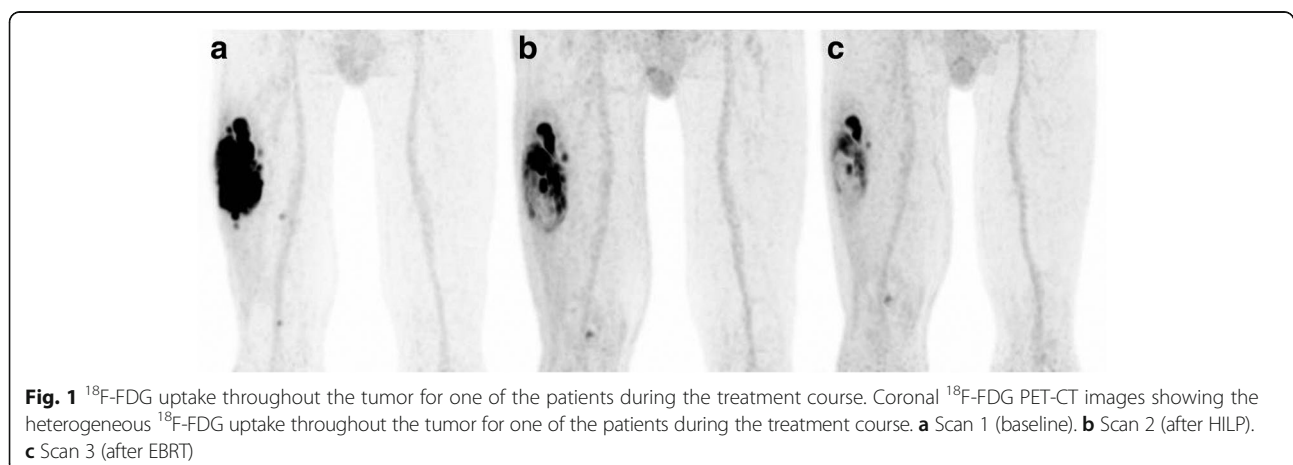 a b c
Fig. 1 ¹⁸F-FDG uptake throughout the tumor for one of the patients during the treatment course. Coronal ¹⁸F-FDG PET-CT images showing the
heterogeneous ¹⁸F-FDG uptake throughout the tumor for one of the patients during the treatment course. a Scan 1 (baseline). b Scan 2 (after HILP).
c Scan 3 (after EBRT)